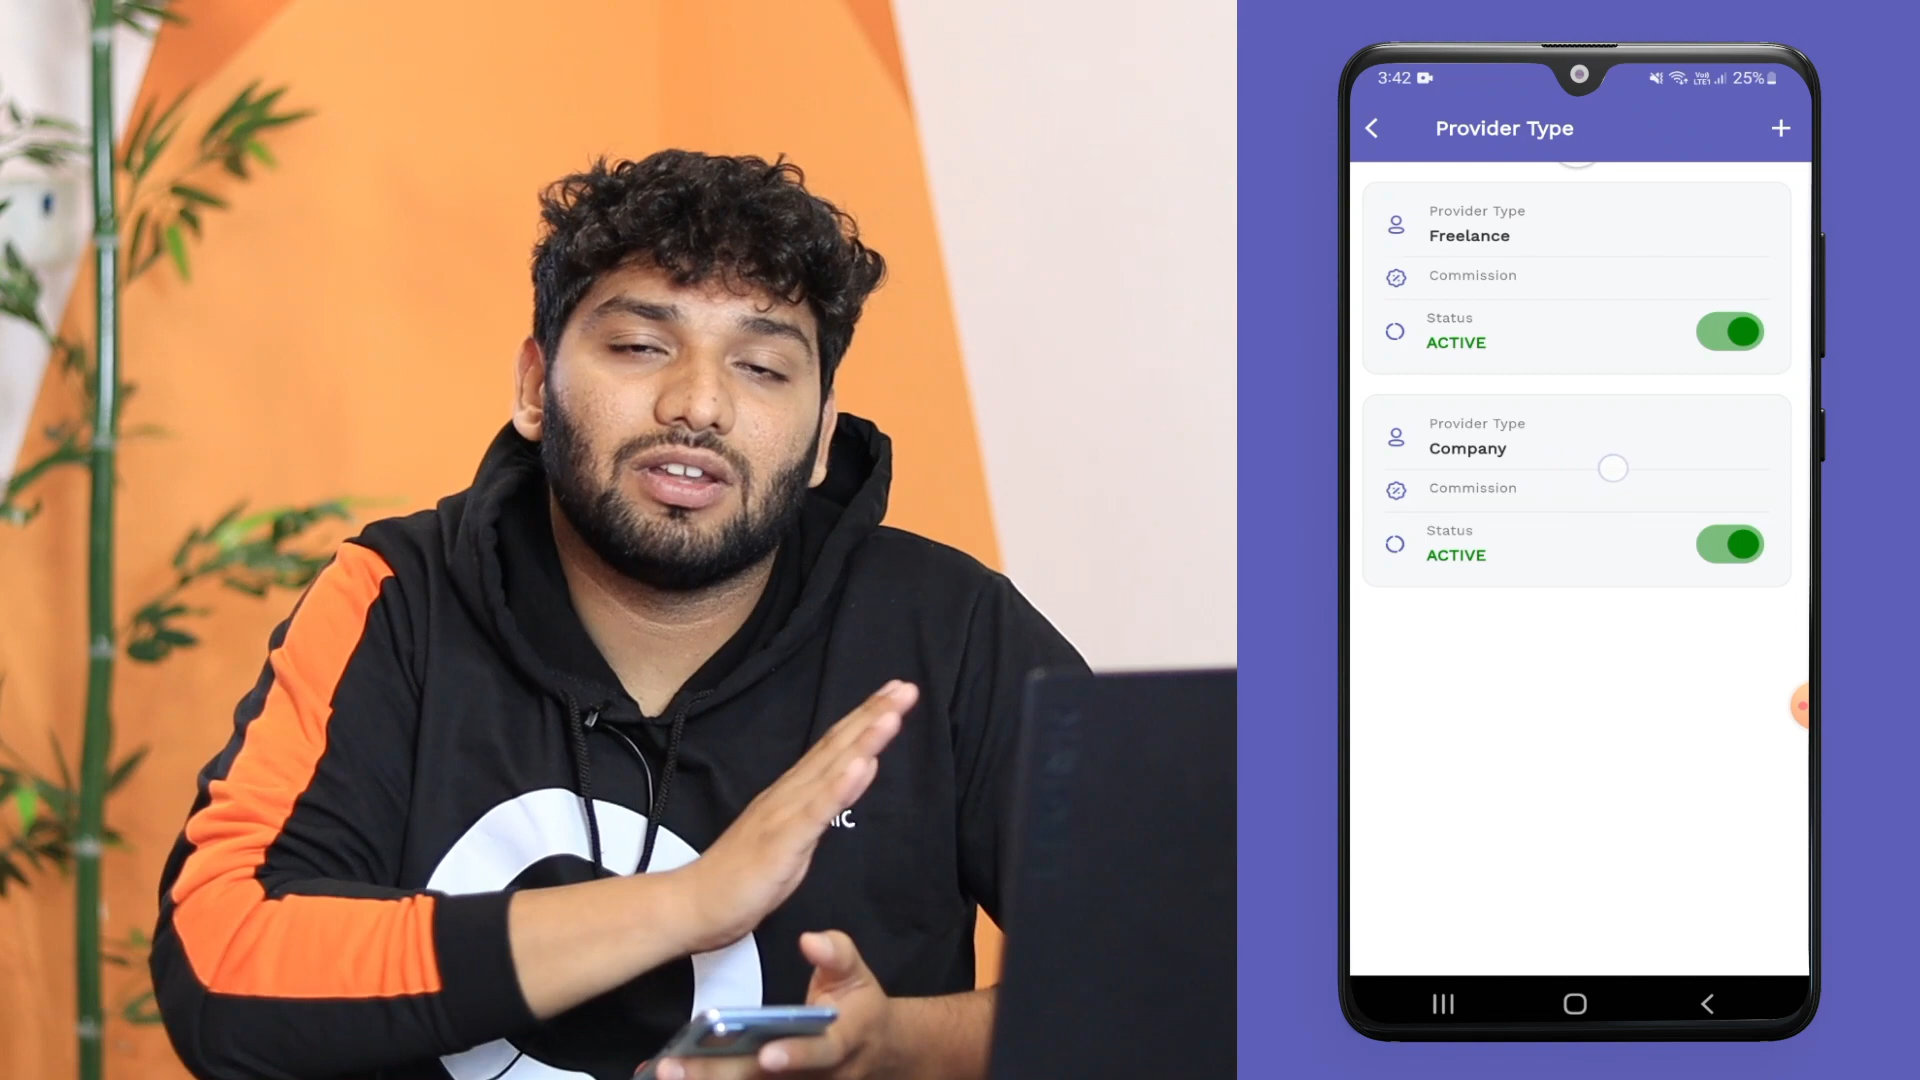 3:42
25%
Provider Type
Provider Type
Freelance
Commission
Status
ACTIVE
Provider Type
Company
Commission
Status
ACTIVE